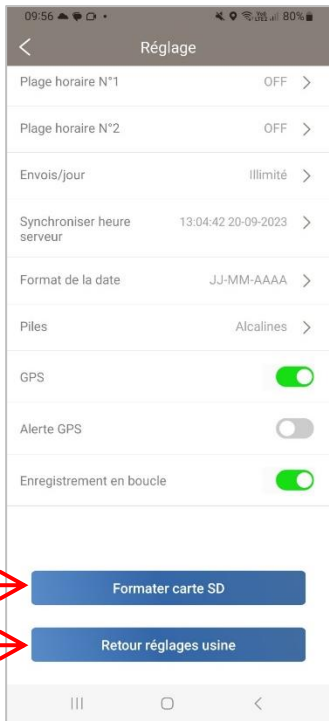 09:56 80%
Réglage
Plage horaire N°1 OFF
Plage horaire N°2 OFF
Envois/jour Illimité
Synchroniser heure 13:04:42 20-09-2023
serveur
Format de la date JJ-MM-AAAA
Piles Alcalines
GPS
Alerte GPS
Enregistrement en boucle
Formater carte SD
Retour réglages usine